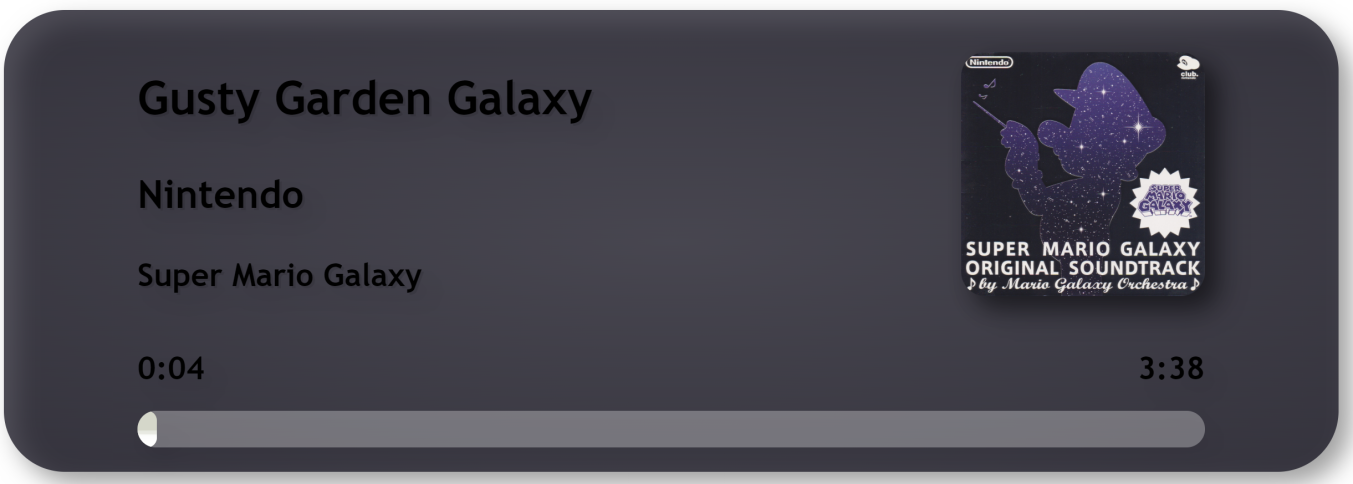 Gusty Garden Galaxy
Nintendo
Super Mario Galaxy
0:04
3:38
Nintendo
club.
SUPER MARIO GALAXY
SUPER MARIO GALAXY
ORIGINAL SOUNDTRACK
♪ by Mario Galaxy Orchestra ♪